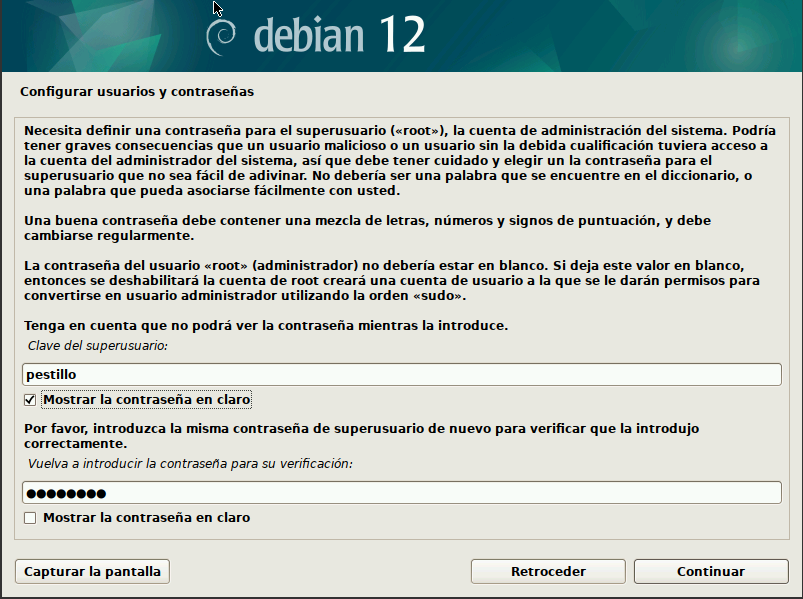 debian 12
Configurar usuarios y contraseñas
Necesita definir una contraseña para el superusuario («root»), la cuenta de administración del sistema. Podría
tener graves consecuencias que un usuario malicioso o un usuario sin la debida cualificación tuviera acceso a
la cuenta del administrador del sistema, así que debe tener cuidado y elegir un la contraseña para el
superusuario que no sea fácil de adivinar. No debería ser una palabra que se encuentre en el diccionario, o
una palabra que pueda asociarse fácilmente con usted.
Una buena contraseña debe contener una mezcla de letras, números y signos de puntuación, y debe
cambiarse regularmente.
La contraseña del usuario «root» (administrador) no debería estar en blanco. Si deja este valor en blanco,
entonces se deshabilitará la cuenta de root creará una cuenta de usuario a la que se le darán permisos para
convertirse en usuario administrador utilizando la orden «sudo».
Tenga en cuenta que no podrá ver la contraseña mientras la introduce.
Clave del superusuario:
pestillo
Mostrar la contraseña en claro
Por favor, introduzca la misma contraseña de superusuario de nuevo para verificar que la introdujo
correctamente.
Vuelva a introducir la contraseña para su verificación:
●●●●●●●●
Mostrar la contraseña en claro
Capturar la pantalla
Retroceder
Continuar